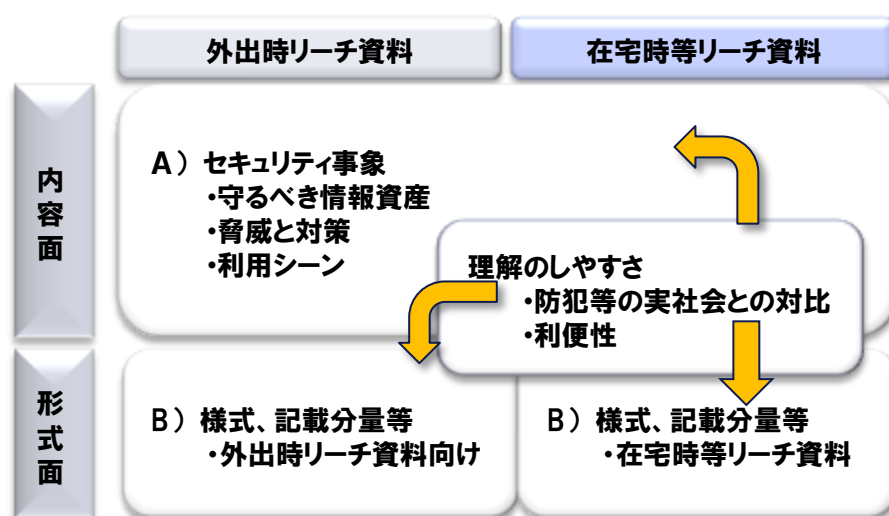 外出時リーチ資料
在宅時等リーチ資料
内容面
A）セキュリティ事象
・守るべき情報資産
・脅威と対策
・利用シーン
理解のしやすさ
・防犯等の実社会との対比
・利便性
形式面
B）様式、記載分量等
・外出時リーチ資料向け
B）様式、記載分量等
・在宅時等リーチ資料